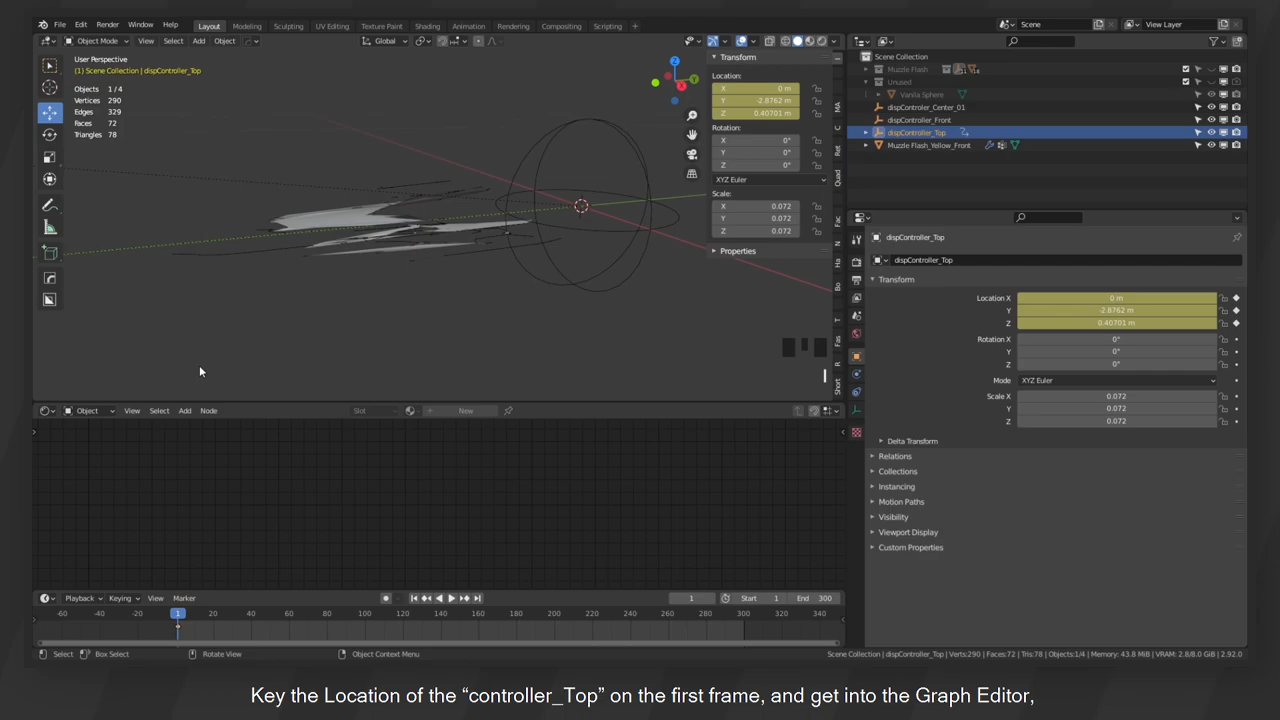 File Edit Render Window Help Layout Modeling Sculpting UV Editing Texture Paint Shading Animation Rendering Compositing Scripting + Scene View Layer
Object Mode View Select Add Object Global
User Perspective
(1) Scene Collection | dispController_Top
Objects 1/4
Vertices 290
Edges 329
Faces 72
Triangles 78
Transform
Location:
X 0 m
Y -2.8762 m
Z 0.40701 m
Rotation:
X 0°
Y 0°
Z 0°
XYZ Euler
Scale:
X 0.072
Y 0.072
Z 0.072
Properties
MA
C
Ret
Quad
Fac
N
Ha
Bo
T
Fas
R
Short
Scene Collection
Muzzle Flash
Unused
Vanila Sphere
dispControler_Center_01
dispController_Front
dispController_Top
Muzzle Flash_Yellow_Front
dispController_Top
dispController_Top
Transform
Location X 0 m
Y -2.8762 m
Z 0.40701 m
Rotation X 0°
Y 0°
Z 0°
Mode XYZ Euler
Scale X 0.072
Y 0.072
Z 0.072
Delta Transform
Relations
Collections
Instancing
Motion Paths
Visibility
Viewport Display
Custom Properties
Object View Select Add Node Slot New
Playback Keying View Marker 1 Start 1 End 300
-60 -40 -20 1 20 40 60 80 100 120 140 160 180 200 220 240 260 280 300 320 340
Select Box Select Rotate View Object Context Menu Scene Collection | dispController_Top | Verts:290 | Faces:72 | Tris:78 | Objects:1/4 | Memory: 43.8 MiB | VRAM: 2.8/8.0 GiB | 2.92.0
Key the Location of the “controller_Top” on the first frame, and get into the Graph Editor,